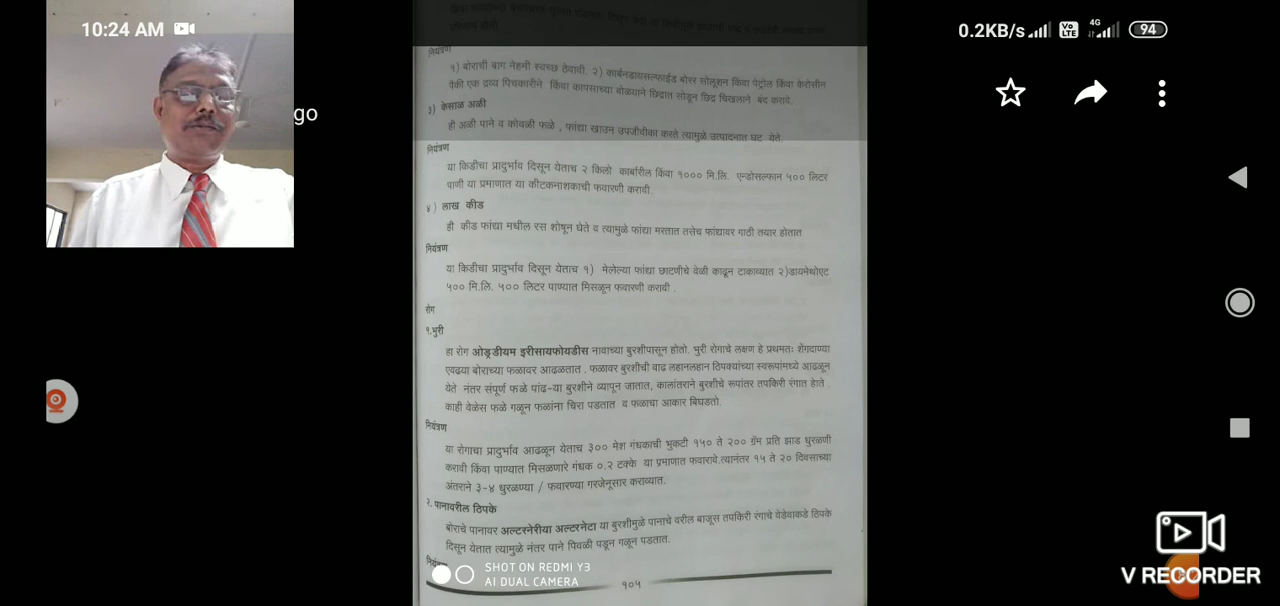 10:24 AM
0.2KB/s
Vo LTE
4G
94
go
नियंत्रण
१) बोराची बाग नेहमी स्वच्छ ठेवावी. २) कार्बनडायसल्फाईड बोरर सोलूशन किंवा पेट्रोल किंवा केरोसीन
पेकी एक द्रव्य पिचकारीने किंवा कापसाच्या बोळ्याने छिद्रात सोडून छिद्र चिखलाने बंद करावे.
३) केसाळ अळी
ही अळी पाने व कोवळी फळे , फांद्या खाउन उपजीवीका करते त्यामुळे उत्पादनात घट येते.
नियंत्रण
या किडीचा प्रादुर्भाव दिसून येताच २ किलो कार्बारील किंवा १००० मि.लि. एन्डोसल्फान ५०० लिटर
पाणी या प्रमाणात या कीटकनाशकाची फवारणी करावी.
४) लाख कीड
ही कीड फांद्या मधील रस शोषून घेते व त्यामुळे फांद्या मरतात तसेच फांद्यावर गाठी तयार होतात
नियंत्रण
या किडीचा प्रादुर्भाव दिसून येताच १) मेलेल्या फांद्या छाटणीचे वेळी काढून टाकाव्यात २)डायमेथोएट
५०० मि.लि. ५०० लिटर पाण्यात मिसळून फवारणी करावी .
रोग
१.भुरी
हा रोग ओडूडीयम इरीसायफोयडीस नावाच्या बुरशीपासून होतो. भुरी रोगाचे लक्षण हे प्रथमतः शेंगदाण्या
एवढ्या बोराच्या फळावर आढळतात . फळावर बुरशीची वाढ लहानलहान ठिपक्यांच्या स्वरूपांमध्ये आढळून
येते नंतर संपूर्ण फळे पांढ-या बुरशीने व्यापून जातात, कालांतराने बुरशीचे रूपांतर तपकिरी रंगात होते .
काही वेळेस फळे गळून फळांना चिरा पडतात व फळाचा आकार बिघडतो.
नियंत्रण
या रोगाचा प्रादुर्भाव आढळून येताच ३०० मेश गंधकाची भुकटी १५० ते २०० ग्रॅम प्रति झाड धुरळणी
करावी किंवा पाण्यात मिसळणारे गंधक ०.२ टक्के या प्रमाणात फवारावे.त्यानंतर १५ ते २० दिवसाच्या
अंतराने ३-४ धुरळण्या / फवारण्या गरजेनूसार कराव्यात.
२. पानावरील ठिपके
बोराचे पानावर अल्टरनेरीया अल्टरनेटा या बुरशीमुळे पानाचे वरील बाजूस तपकिरी रंगाचे वेडेवाकडे ठिपके
दिसून येतात त्यामुळे नंतर पाने पिवळी पडून गळून पडतात.
SHOT ON REDMI Y3
AI DUAL CAMERA
१०५
V RECORDER